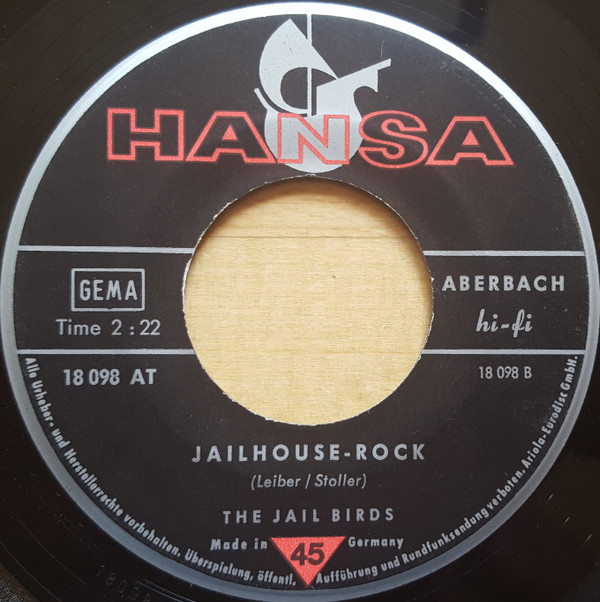 HANSA
GEMA
ABERBACH
Time 2 : 22
hi-fi
18 098 AT
18 098 B
JAILHOUSE-ROCK
(Leiber / Stoller)
THE JAIL BIRDS
Made in 45 Germany
Alle Urheber- und Herstellerrechte vorbehalten. Überspielung, öffentl. Aufführung und Rundfunksendung verboten. Ariola-Eurodisc GmbH.